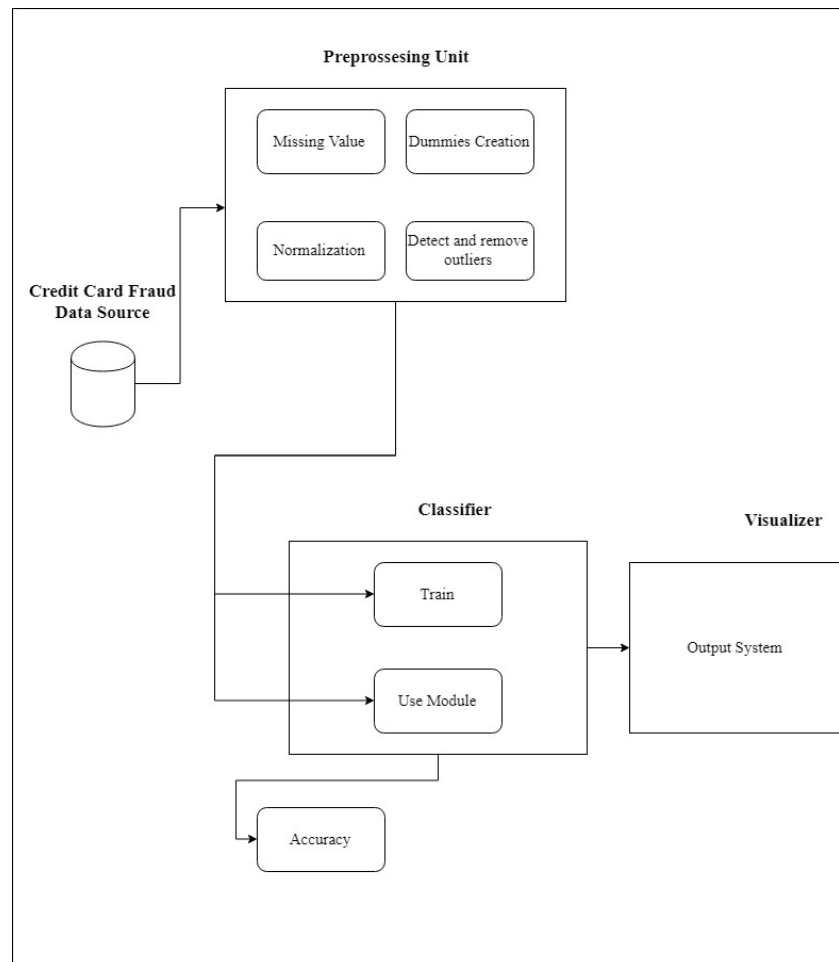 Preprossesing Unit
Missing Value
Dummies Creation
Normalization
Detect and remove
outliers
Credit Card Fraud
Data Source
Classifier
Visualizer
Train
Output System
Use Module
Accuracy